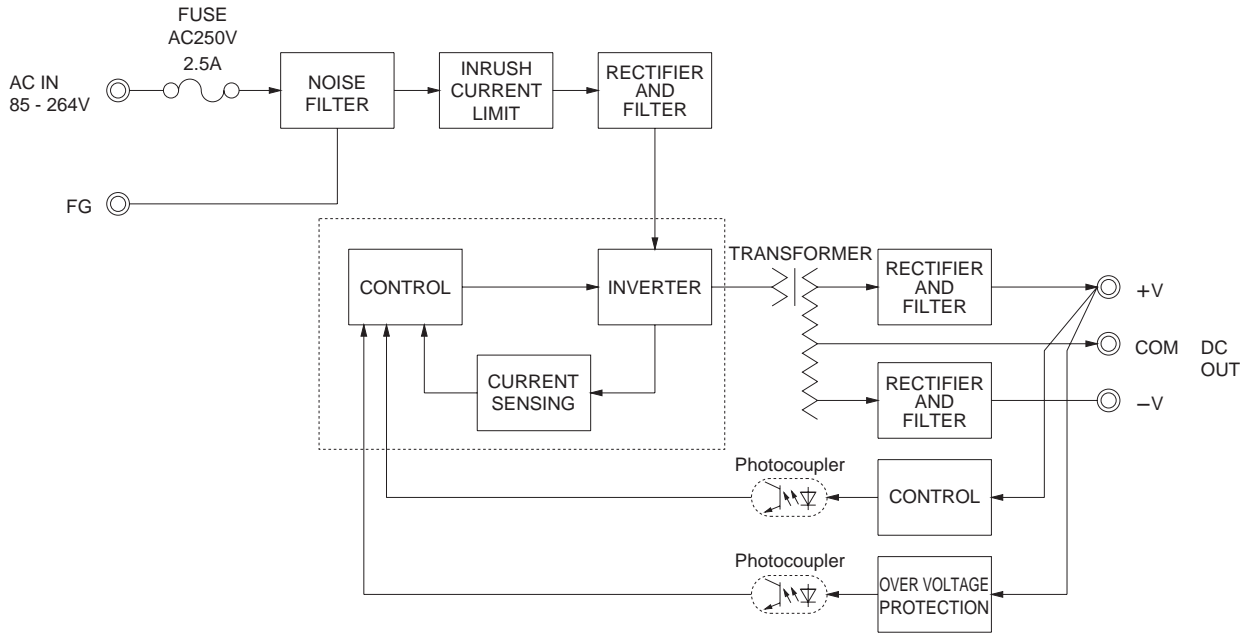 FUSE
AC250V
2.5A
AC IN
85 - 264V
NOISE
FILTER
INRUSH
CURRENT
LIMIT
RECTIFIER
AND
FILTER
FG
CONTROL
INVERTER
TRANSFORMER
RECTIFIER
AND
FILTER
+V
CURRENT
SENSING
COM
DC
OUT
RECTIFIER
AND
FILTER
−V
Photocoupler
CONTROL
Photocoupler
OVER VOLTAGE
PROTECTION